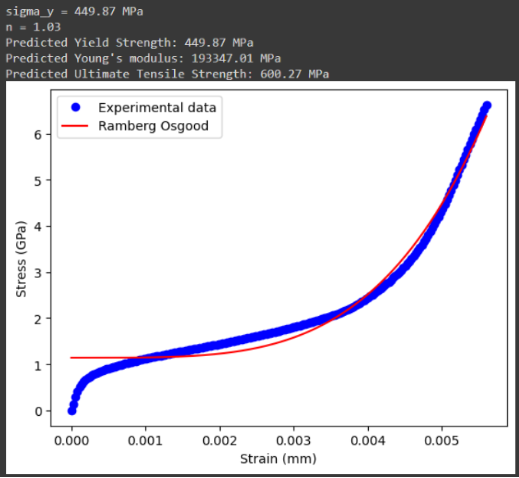 sigma_y = 449.87 MPa
n = 1.03
Predicted Yield Strength: 449.87 MPa
Predicted Young's modulus: 193347.01 MPa
Predicted Ultimate Tensile Strength: 600.27 MPa
Experimental data
Ramberg Osgood
6
5
4
3
2
1
0
Stress (GPa)
0.000 0.001 0.002 0.003 0.004 0.005
Strain (mm)